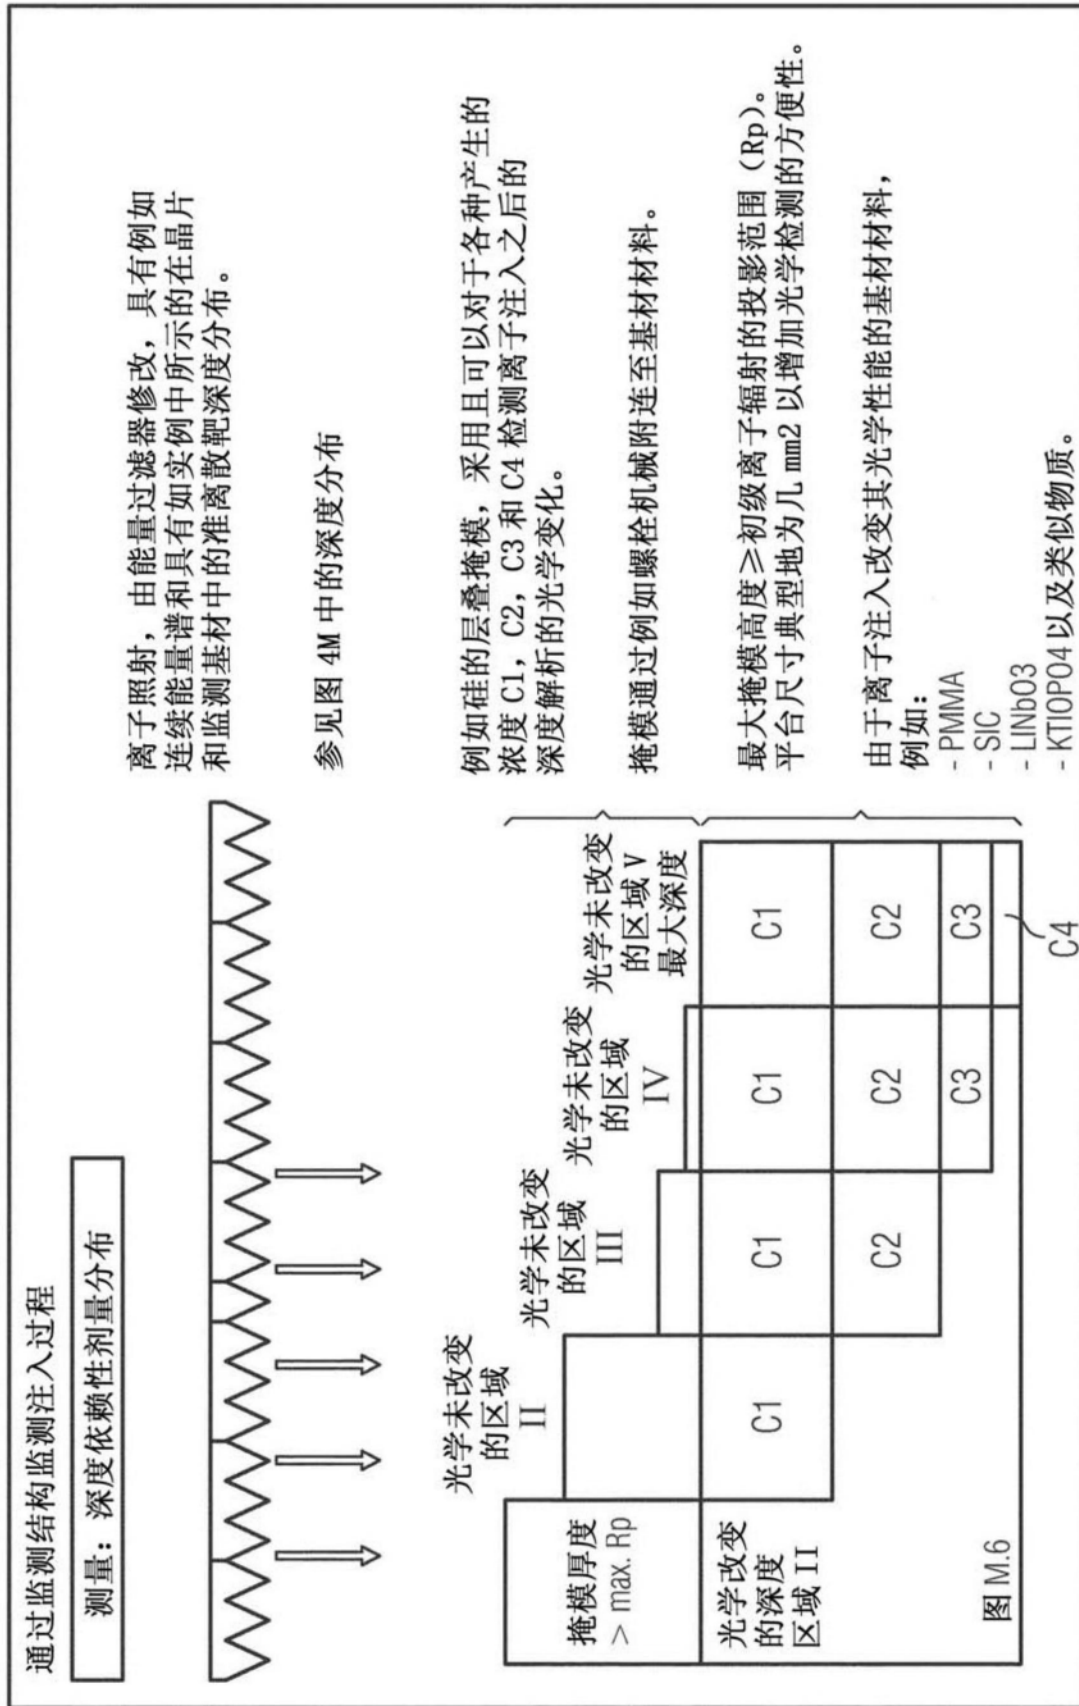 通过监测结构监测注入过程
测量：深度依赖性剂量分布
离子照射，由能量过滤器修改，具有例如
连续能量谱和具有如实例中所示的在晶片
和监测基材中的准离散靶深度分布。
参见图 4M 中的深度分布
例如硅的层叠掩模，采用且可以对于各种产生的
浓度 C1，C2，C3 和 C4 检测离子注入之后的
深度解析的光学变化。
掩模通过例如螺栓机械附连至基材材料。
最大掩模高度≥初级离子辐射的投影范围（Rp）。
平台尺寸典型地为几 mm2 以增加光学检测的方便性。
由于离子注入改变其光学性能的基材材料，
例如：
- PMMA
- SIC
- LINbO3
- KTIOPO4 以及类似物质。
光学未改变
的区域
II
光学未改变
的区域
III
光学未改变
的区域
IV
光学未改变
的区域 V
最大深度
掩模厚度
> max. Rp
光学改变
的深度
区域 II
C1
C1
C1
C1
C2
C2
C2
C3
C3
C4
图 M.6